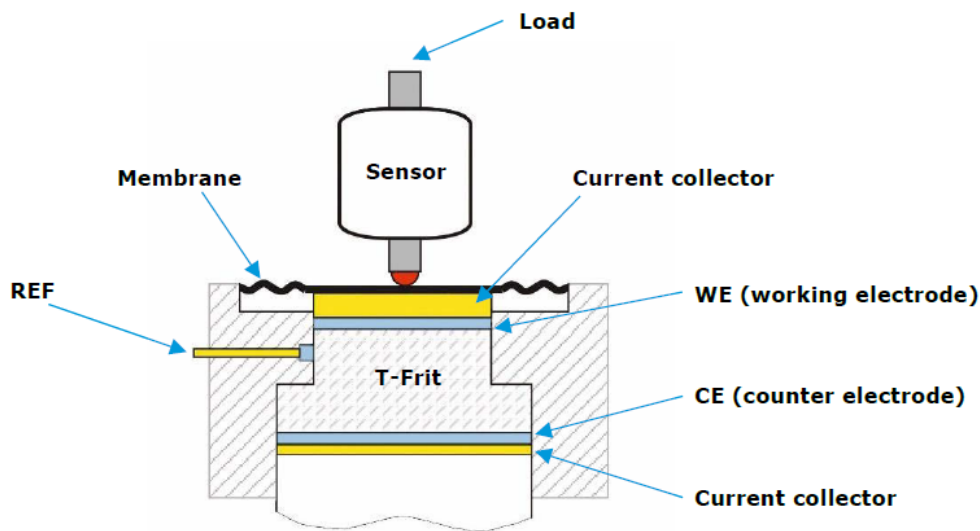 Load
Sensor
Membrane
Current collector
REF
WE (working electrode)
T-Frit
CE (counter electrode)
Current collector